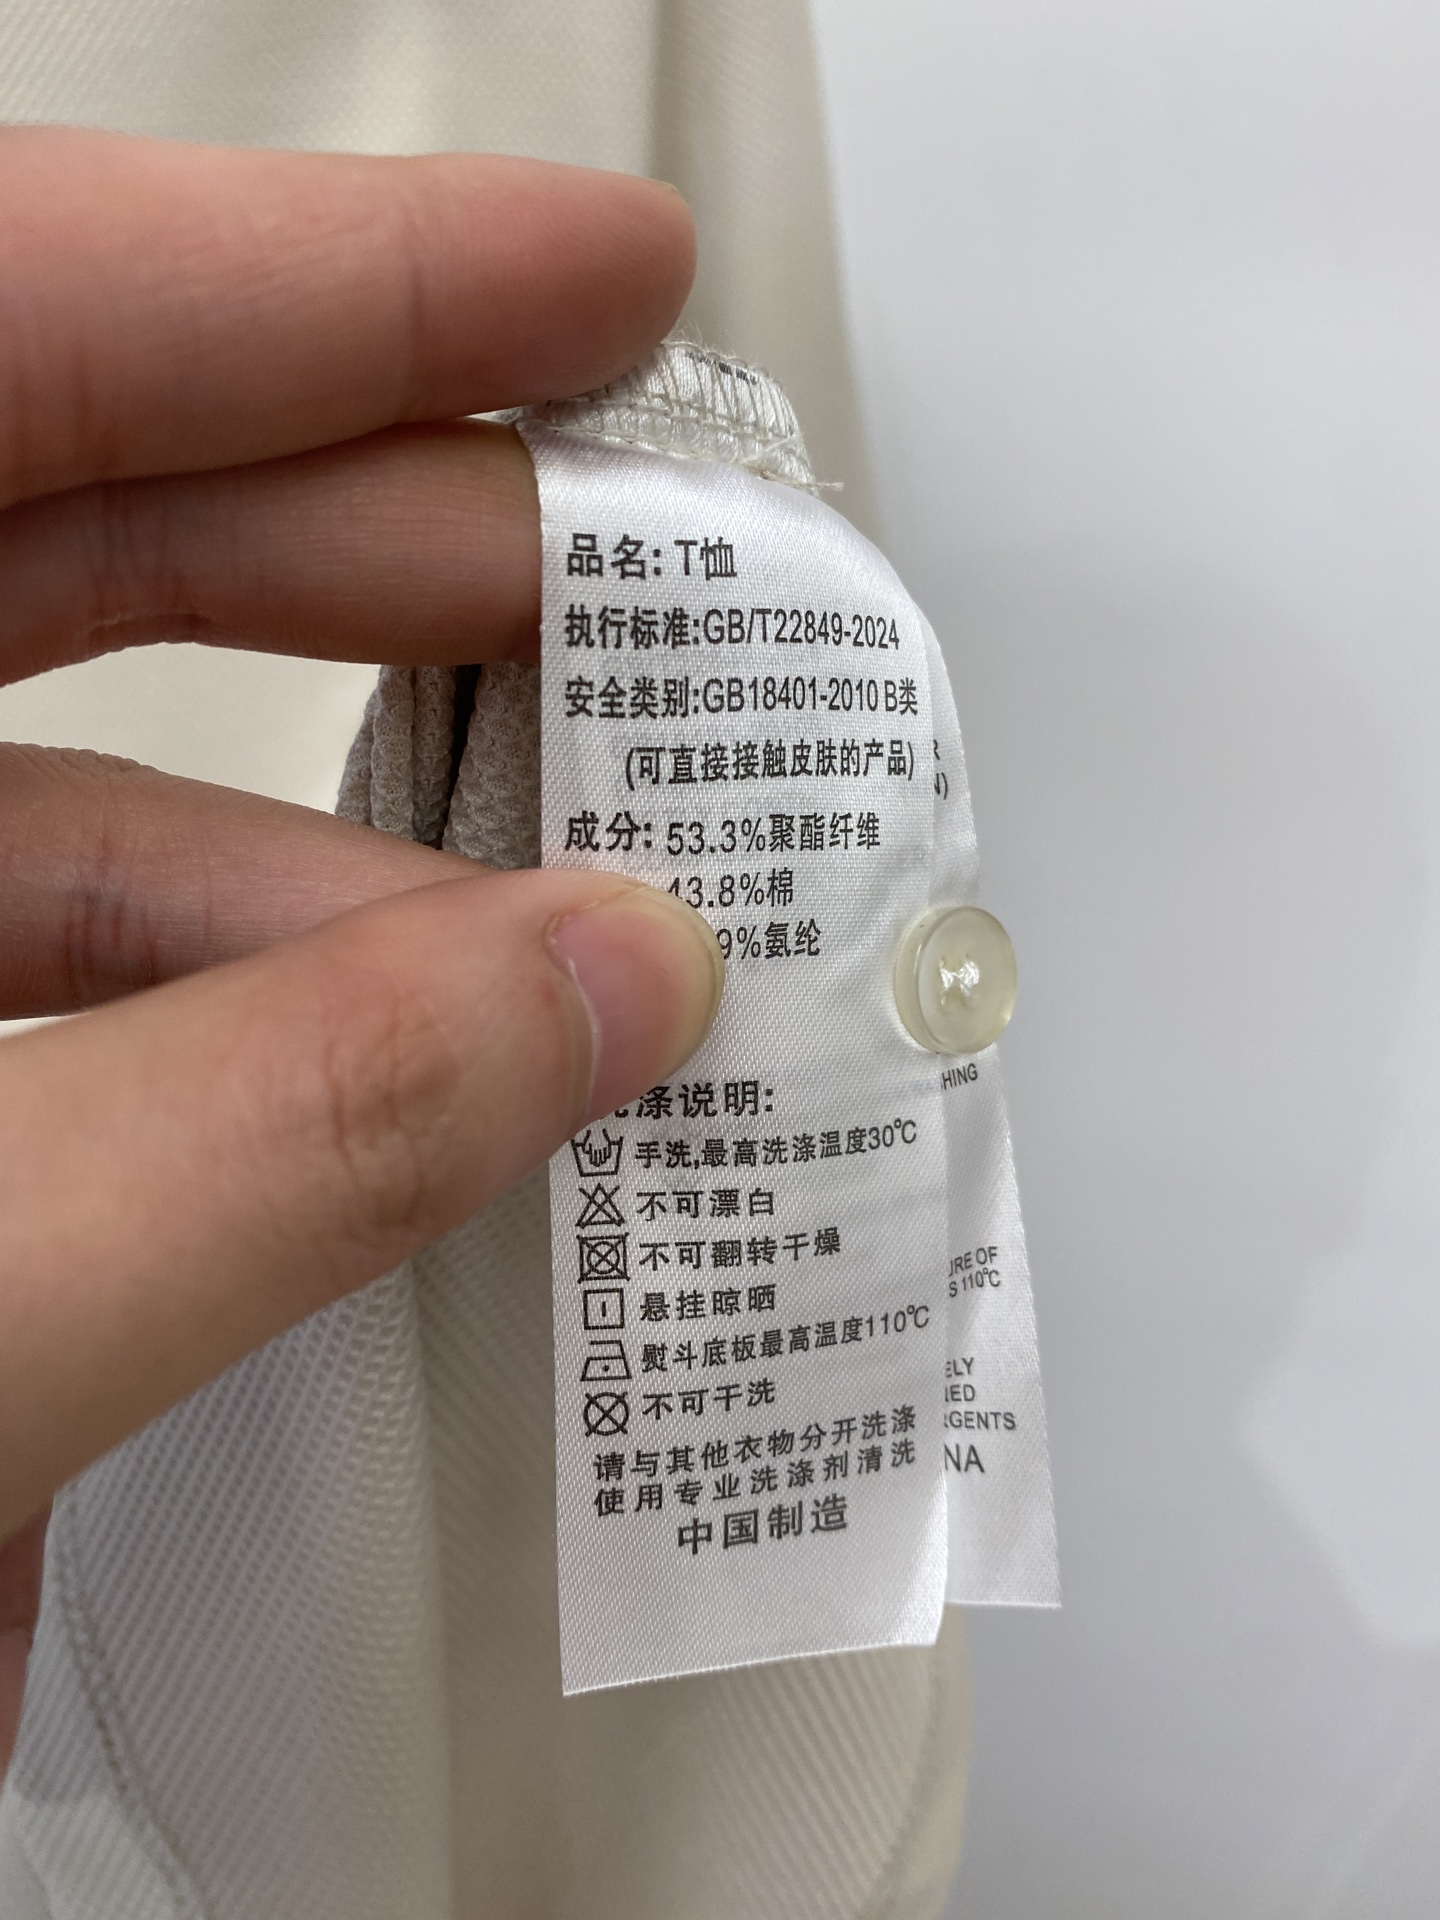 品名: T恤
执行标准:GB/T22849-2024
安全类别:GB18401-2010 B类
(可直接接触皮肤的产品)
成分: 53.3%聚酯纤维
43.8%棉
9%氨纶
涤说明:
手洗,最高洗涤温度30℃
不可漂白
不可翻转干燥
悬挂晾晒
熨斗底板最高温度110℃
不可干洗
请与其他衣物分开洗涤
使用专业洗涤剂清洗
中国制造
N)
HING
URE OF
S 110℃
ELY
NED
RGENTS
NA